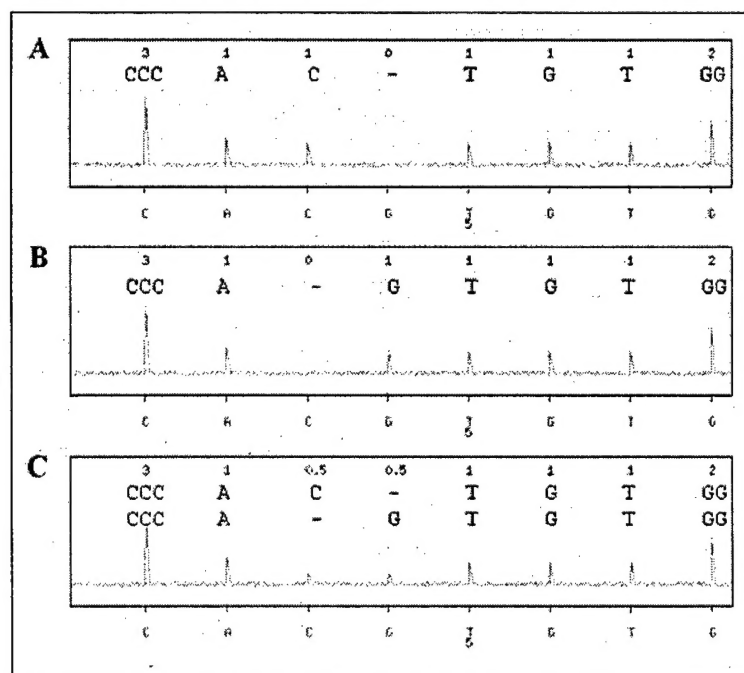 A
3 1 1 0 1 1 1 2
CCC A C - T G T GG
C A C G T G T G
5
B
3 1 0 1 1 1 1 2
CCC A - G T G T GG
C A C G T G T G
5
C
3 1 0.5 0.5 1 1 1 2
CCC A C - T G T GG
CCC A - G T G T GG
C A C G T G T G
5